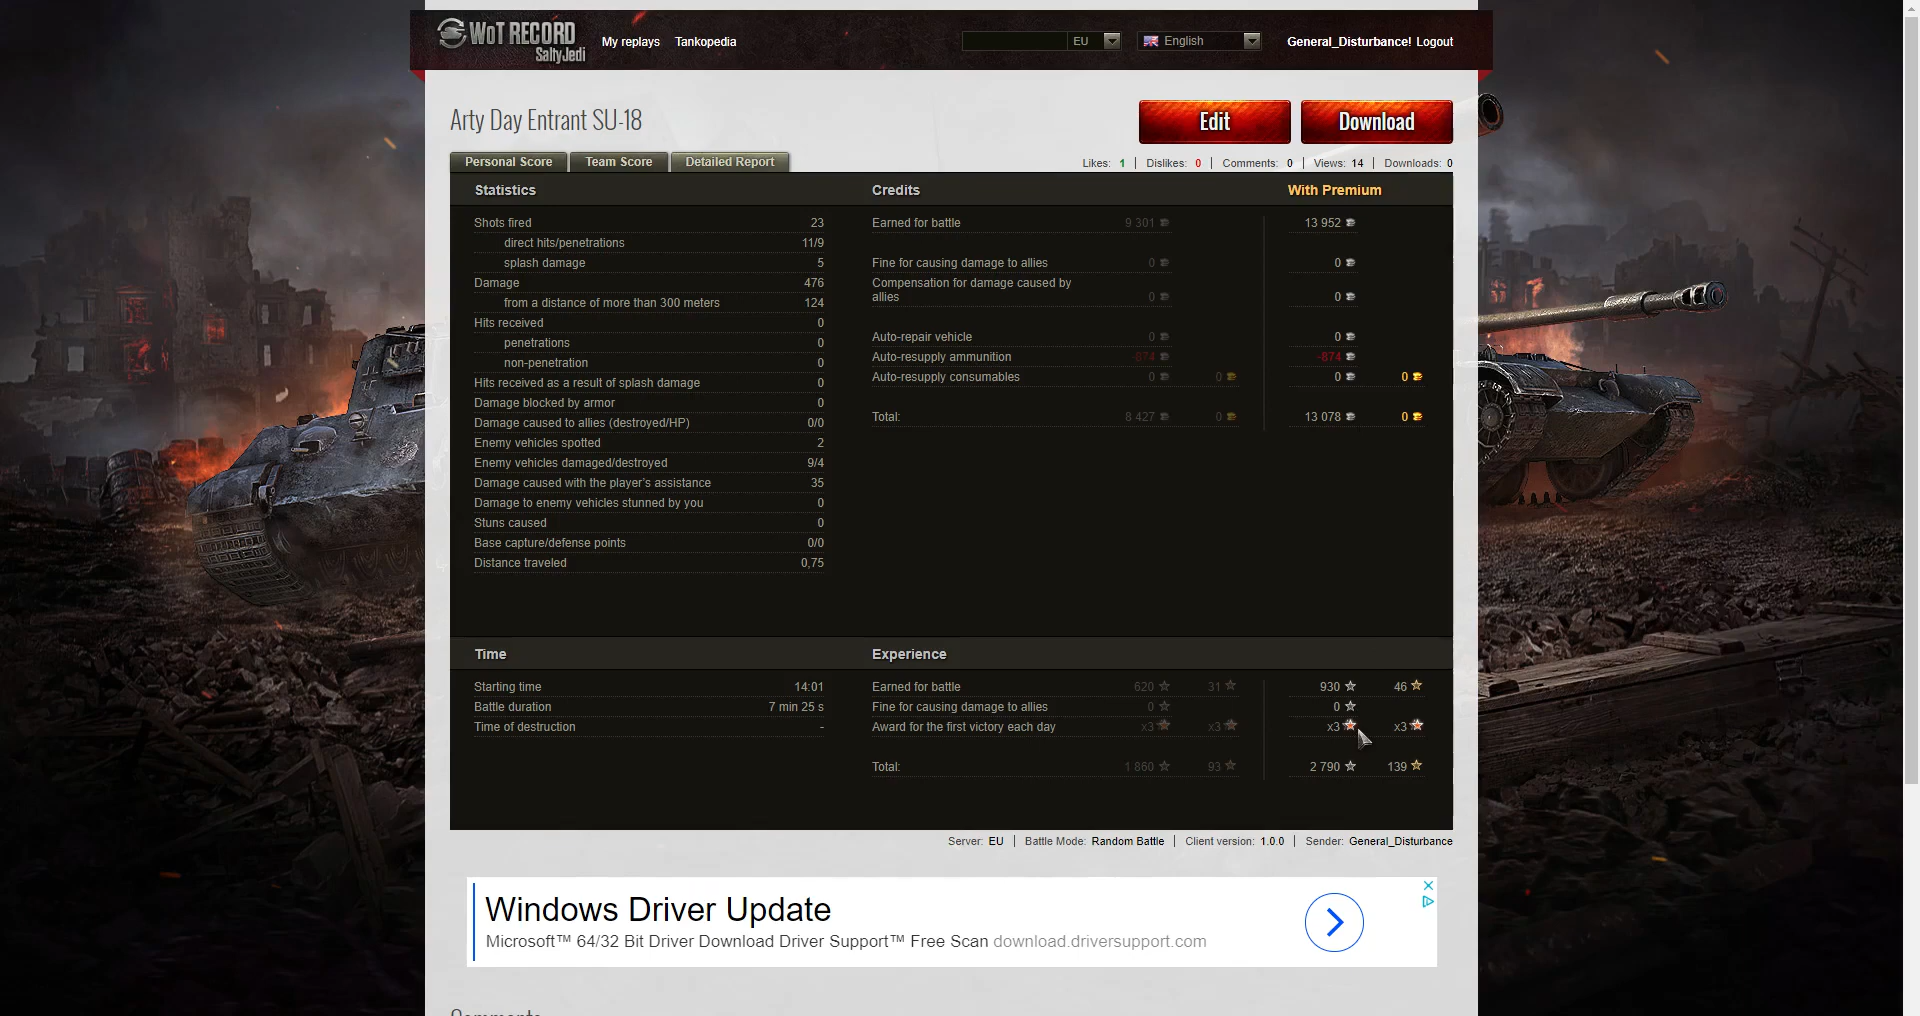 WoT RECORD
SaltyJedi
My replays Tankopedia
EU English General_Disturbance! Logout
Arty Day Entrant SU-18
Edit Download
Personal Score Team Score Detailed Report
Likes: 1 | Dislikes: 0 | Comments: 0 | Views: 14 | Downloads: 0
Statistics Credits With Premium
Shots fired 23 Earned for battle 9 301 13 952
direct hits/penetrations 11/9
splash damage 5 Fine for causing damage to allies 0 0
Damage 476 Compensation for damage caused by
allies 0 0
from a distance of more than 300 meters 124
Hits received 0
penetrations 0 Auto-repair vehicle 0 0
non-penetration 0 Auto-resupply ammunition -874 -874
Hits received as a result of splash damage 0 Auto-resupply consumables 0 0 0 0
Damage blocked by armor 0
Damage caused to allies (destroyed/HP) 0/0 Total: 8 427 0 13 078 0
Enemy vehicles spotted 2
Enemy vehicles damaged/destroyed 9/4
Damage caused with the player's assistance 35
Damage to enemy vehicles stunned by you 0
Stuns caused 0
Base capture/defense points 0/0
Distance traveled 0,75
Time Experience
Starting time 14:01 Earned for battle 620 31 930 46
Battle duration 7 min 25 s Fine for causing damage to allies 0 0
Time of destruction - Award for the first victory each day x3 x3 x3 x3
Total: 1 860 93 2 790 139
Server: EU | Battle Mode: Random Battle | Client version: 1.0.0 | Sender: General_Disturbance
Windows Driver Update
Microsoft™ 64/32 Bit Driver Download Driver Support™ Free Scan download.driversupport.com
Comments